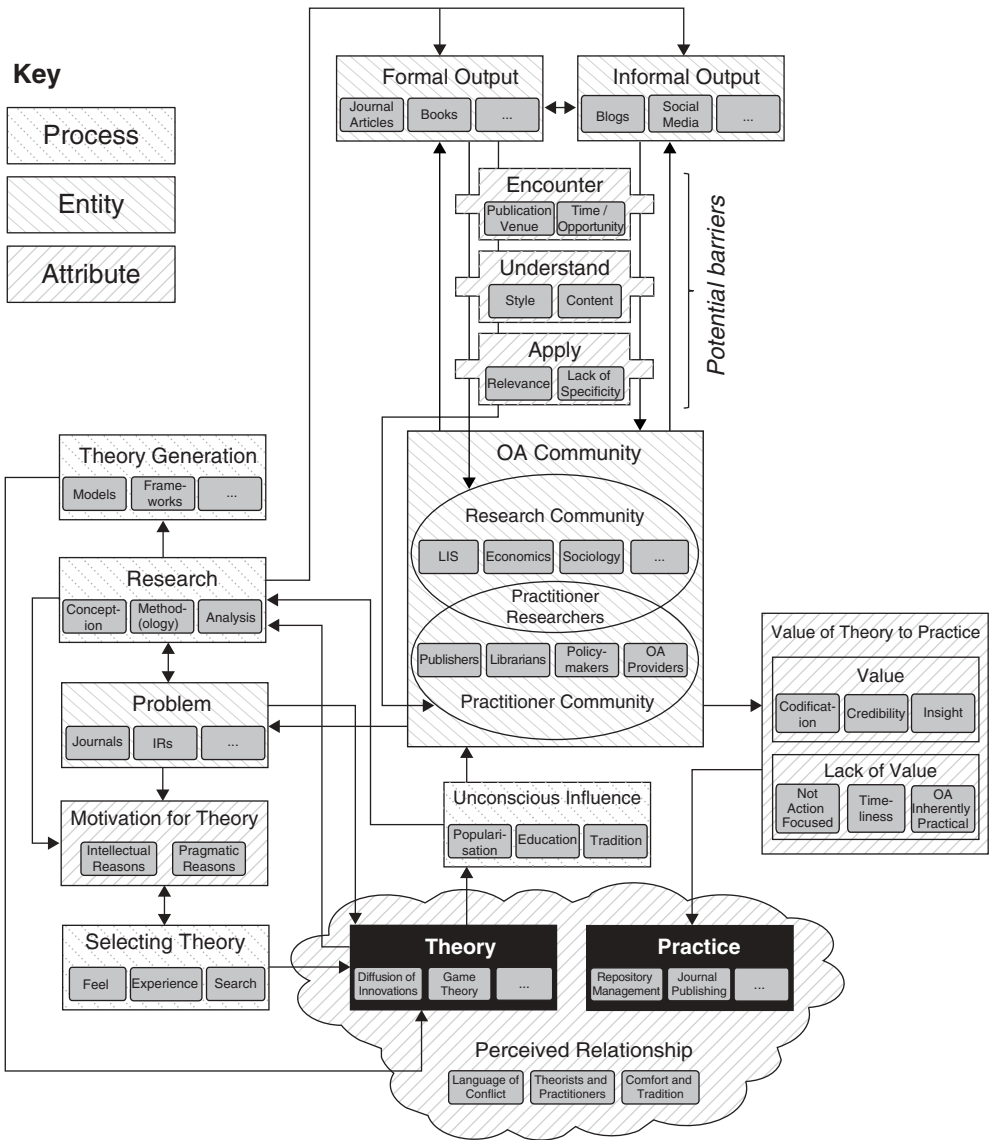 Key
Process
Entity
Attribute
Formal Output
Journal
Articles
Books
...
Informal Output
Blogs
Social
Media
...
Encounter
Publication
Venue
Time /
Opportunity
Understand
Style
Content
Apply
Relevance
Lack of
Specificity
Potential barriers
Theory Generation
Models
Frame-
works
...
Research
Concept-
ion
Method-
(ology)
Analysis
Problem
Journals
IRs
...
Motivation for Theory
Intellectual
Reasons
Pragmatic
Reasons
Selecting Theory
Feel
Experience
Search
OA Community
Research Community
LIS
Economics
Sociology
...
Practitioner
Researchers
Publishers
Librarians
Policy-
makers
OA
Providers
Practitioner Community
Unconscious Influence
Populari-
sation
Education
Tradition
Value of Theory to Practice
Value
Codificat-
ion
Credibility
Insight
Lack of Value
Not
Action
Focused
Time-
liness
OA
Inherently
Practical
Theory
Diffusion of
Innovations
Game
Theory
...
Practice
Repository
Management
Journal
Publishing
...
Perceived Relationship
Language of
Conflict
Theorists and
Practitioners
Comfort and
Tradition